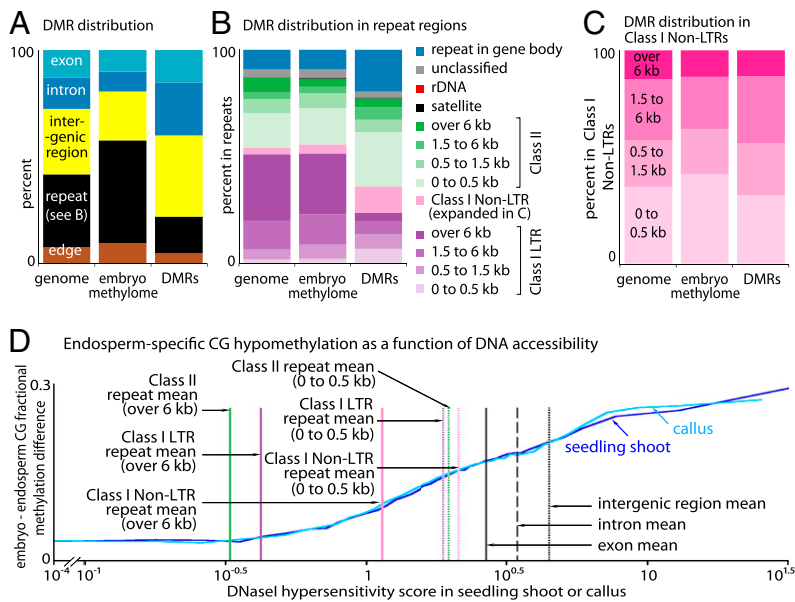 A
DMR distribution
100
percent
0
exon
intron
inter-
-genic
region
repeat
(see B)
edge
genome
embryo
methylome
DMRs
B
DMR distribution in repeat regions
100
percent in repeats
0
genome
embryo
methylome
DMRs
repeat in gene body
unclassified
rDNA
satellite
over 6 kb
1.5 to 6 kb
0.5 to 1.5 kb
0 to 0.5 kb
Class II
Class I Non-LTR
(expanded in C)
over 6 kb
1.5 to 6 kb
0.5 to 1.5 kb
0 to 0.5 kb
Class I LTR
C
DMR distribution in
Class I Non-LTRs
100
percent in Class I
Non-LTRs
0
over
6 kb
1.5 to
6 kb
0.5 to
1.5 kb
0 to
0.5 kb
genome
embryo
methylome
DMRs
D
Endosperm-specific CG hypomethylation as a function of DNA accessibility
0.3
embryo - endosperm CG fractional
methylation difference
0
Class II
repeat mean
(over 6 kb)
Class I LTR
repeat mean
(over 6 kb)
Class I Non-LTR
repeat mean
(over 6 kb)
Class II repeat mean
(0 to 0.5 kb)
Class I LTR
repeat mean
(0 to 0.5 kb)
Class I Non-LTR
repeat mean
(0 to 0.5 kb)
callus
seedling shoot
intergenic region mean
intron mean
exon mean
10^-4
10^-1
10^-0.5
1
10^0.5
10
10^1.5
DNaseI hypersensitivity score in seedling shoot or callus